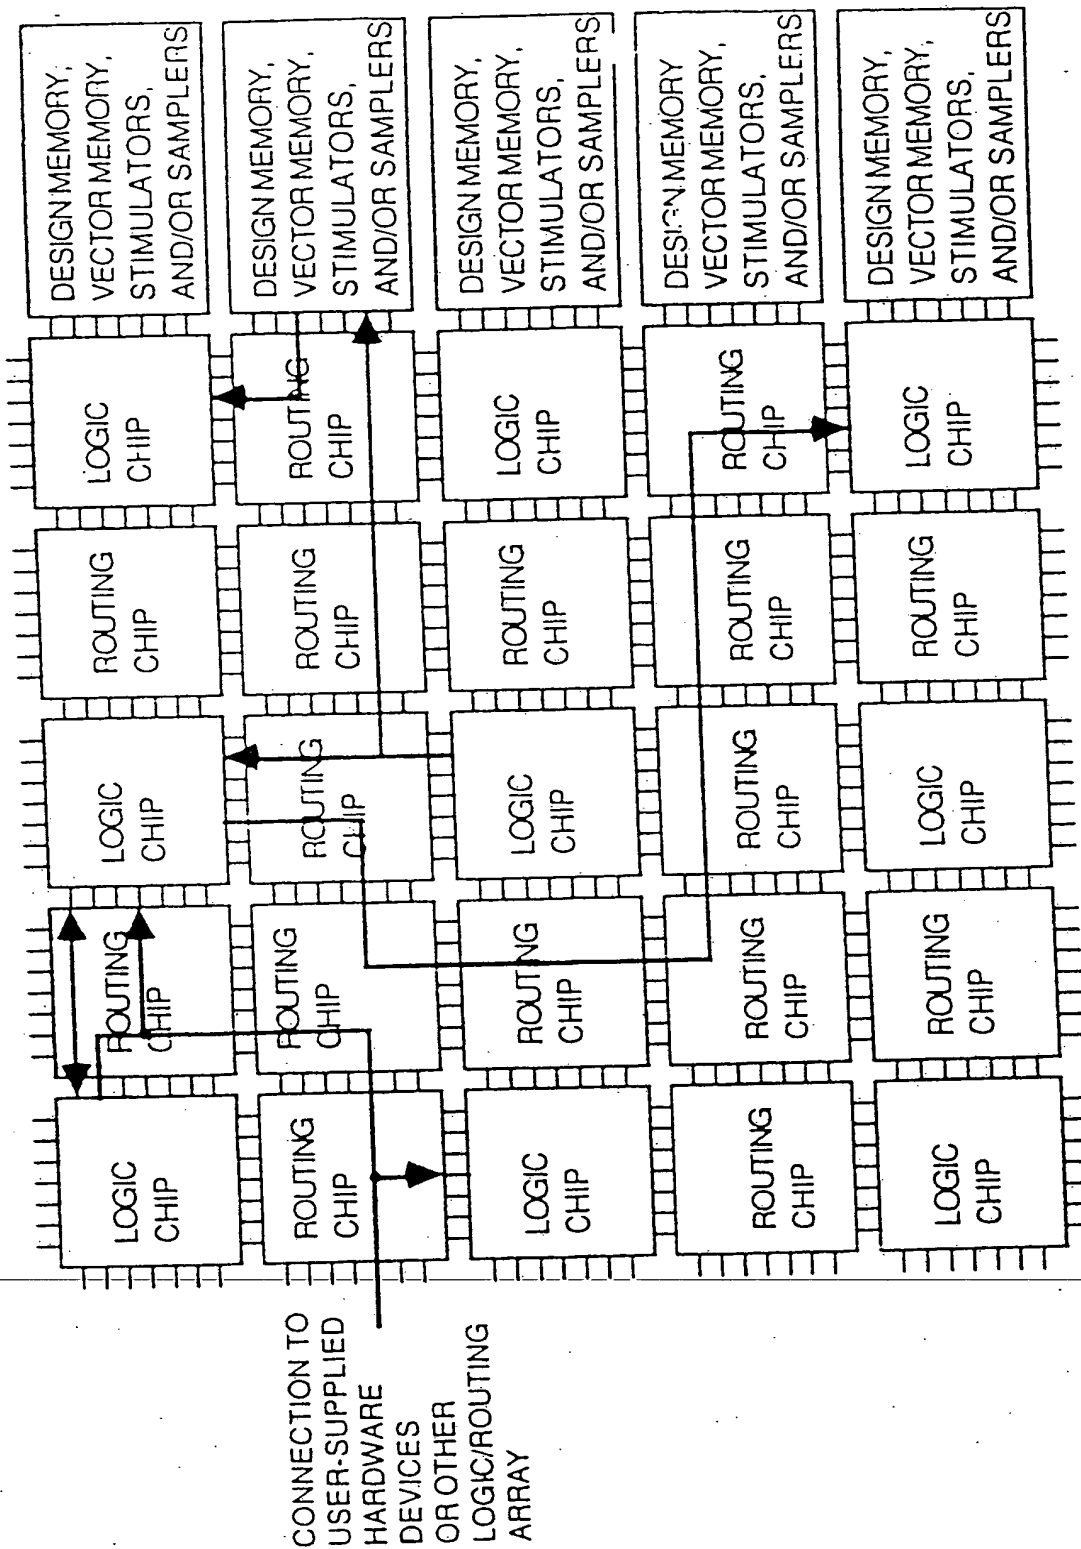 LOGIC
CHIP
ROUTING
CHIP
LOGIC
CHIP
ROUTING
CHIP
LOGIC
CHIP
DESIGN MEMORY,
VECTOR MEMORY,
STIMULATORS,
AND/OR SAMPLERS
CONNECTION TO
USER-SUPPLIED
HARDWARE
DEVICES
OR OTHER
LOGIC/ROUTING
ARRAY
ROUTING
CHIP
ROUTING
CHIP
ROUTING
CHIP
ROUTING
CHIP
ROUTING
CHIP
DESIGN MEMORY,
VECTOR MEMORY,
STIMULATORS,
AND/OR SAMPLERS
LOGIC
CHIP
ROUTING
CHIP
LOGIC
CHIP
ROUTING
CHIP
LOGIC
CHIP
DESIGN MEMORY,
VECTOR MEMORY,
STIMULATORS,
AND/OR SAMPLERS
ROUTING
CHIP
ROUTING
CHIP
ROUTING
CHIP
ROUTING
CHIP
ROUTING
CHIP
DESIGN MEMORY
VECTOR MEMORY,
STIMULATORS,
AND/OR SAMPLERS
LOGIC
CHIP
ROUTING
CHIP
LOGIC
CHIP
ROUTING
CHIP
LOGIC
CHIP
DESIGN MEMORY,
VECTOR MEMORY,
STIMULATORS,
AND/OR SAMPLERS